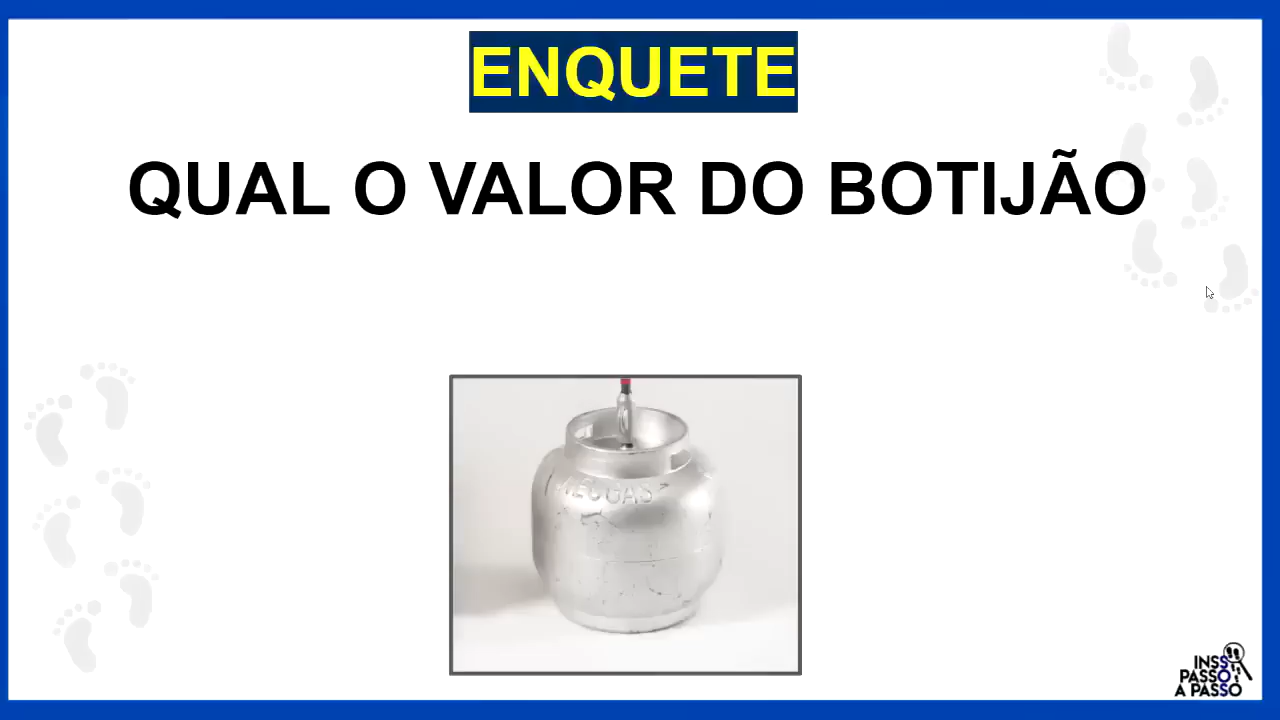 ENQUETE
QUAL O VALOR DO BOTIJÃO
INSS
PASSO
A PASSO